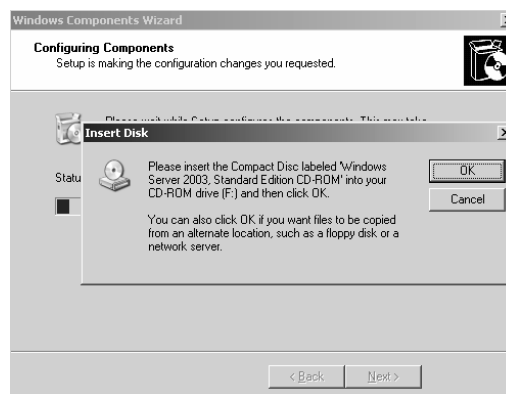 Windows Components Wizard
Configuring Components
Setup is making the configuration changes you requested.
Insert Disk
Statu
Please insert the Compact Disc labeled 'Windows
Server 2003, Standard Edition CD-ROM' into your
CD-ROM drive (F:) and then click OK.
You can also click OK if you want files to be copied
from an alternate location, such as a floppy disk or a
network server.
OK
Cancel
< Back
Next >